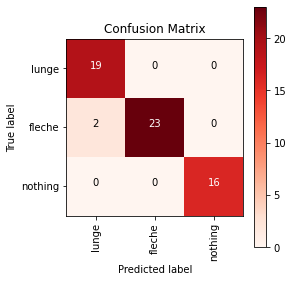 Confusion Matrix
True label
lunge 19 0 0
fleche 2 23 0
nothing 0 0 16
lunge fleche nothing
Predicted label
20
15
10
5
0